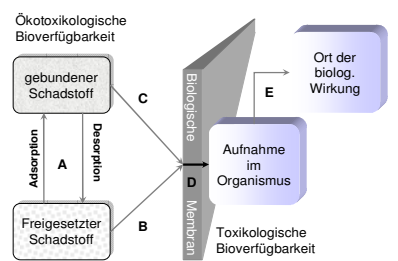 Ökotoxikologische
Bioverfügbarkeit
gebundener
Schadstoff
Adsorption
A
Desorption
Freigesetzter
Schadstoff
C
B
Biologische
D
Membran
Aufnahme
im
Organismus
E
Ort der
biolog.
Wirkung
Toxikologische
Bioverfügbarkeit